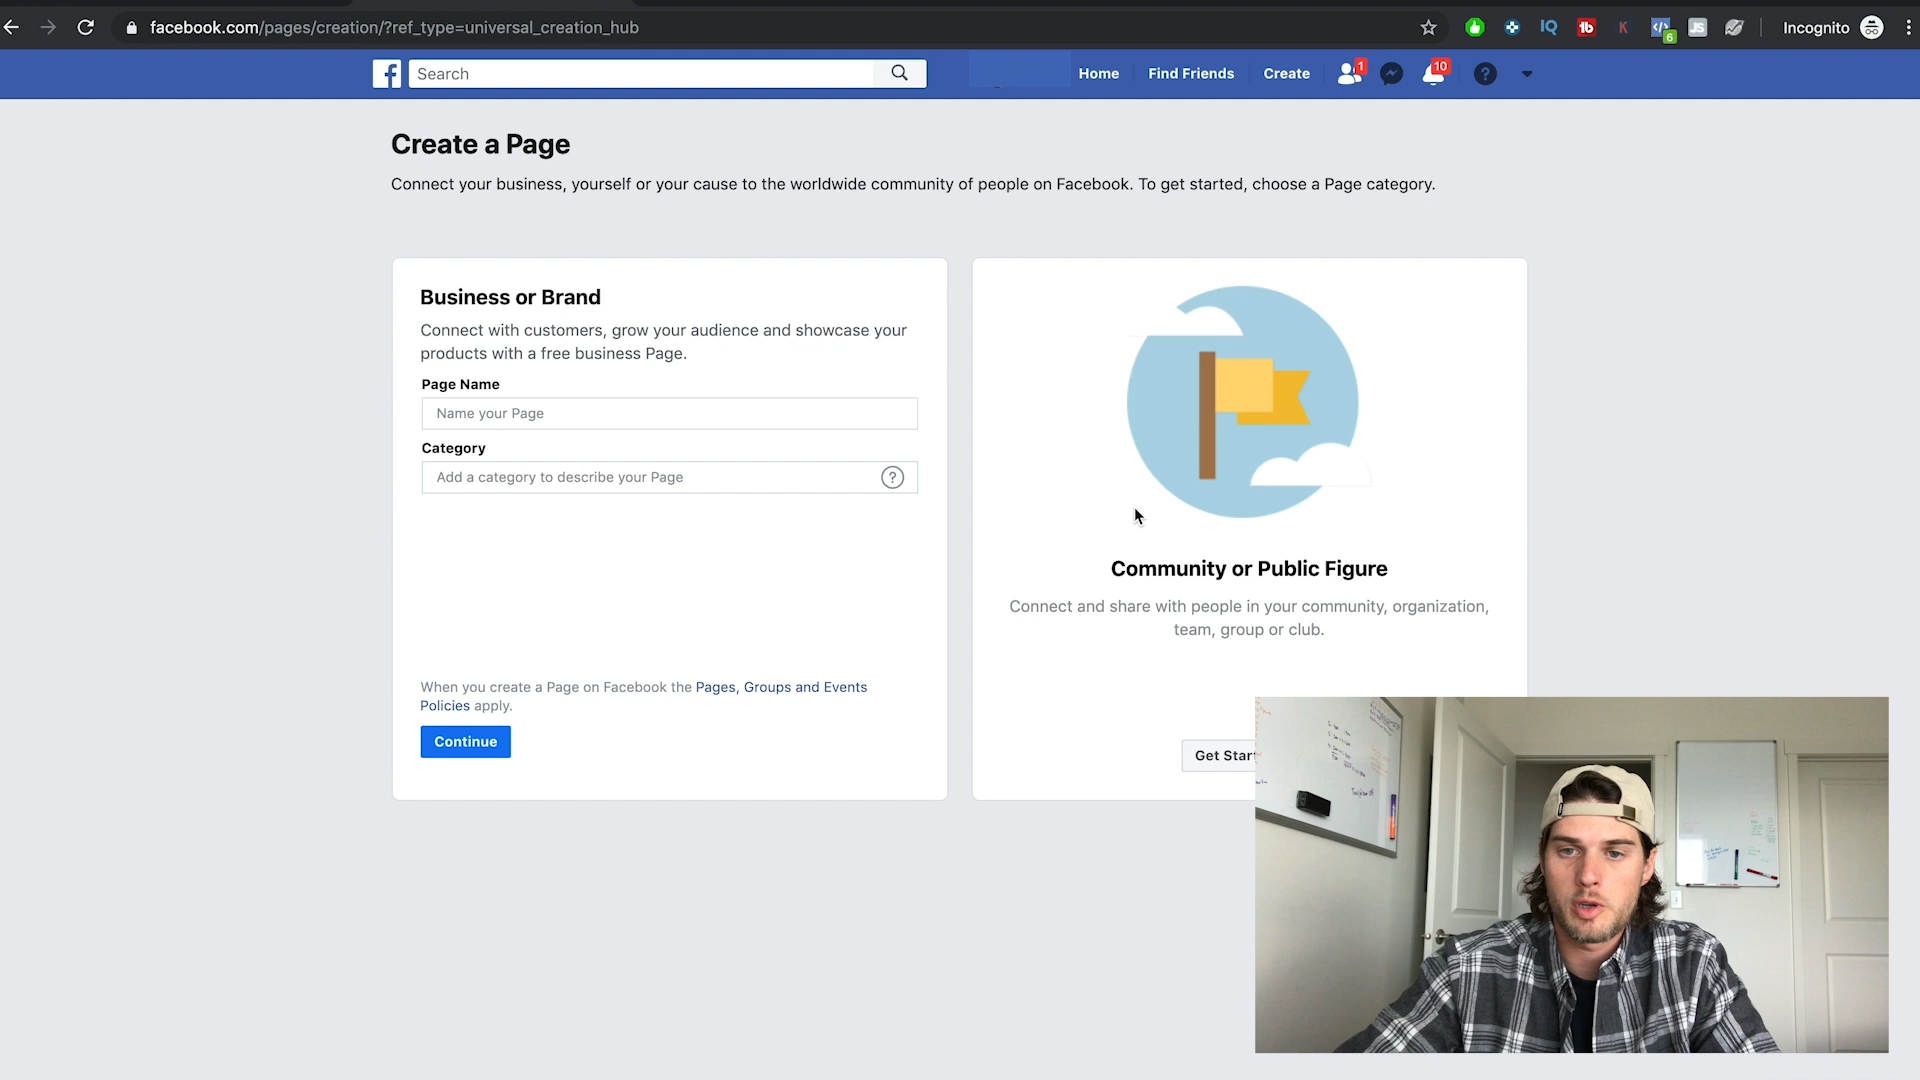 facebook.com/pages/creation/?ref_type=universal_creation_hub
IQ
tb
K
6
JS
Incognito
Search
Home
Find Friends
Create
1
10
?
Create a Page
Connect your business, yourself or your cause to the worldwide community of people on Facebook. To get started, choose a Page category.
Business or Brand
Connect with customers, grow your audience and showcase your
products with a free business Page.
Page Name
Name your Page
Category
Add a category to describe your Page
?
When you create a Page on Facebook the Pages, Groups and Events
Policies apply.
Continue
Community or Public Figure
Connect and share with people in your community, organization,
team, group or club.
Get Start